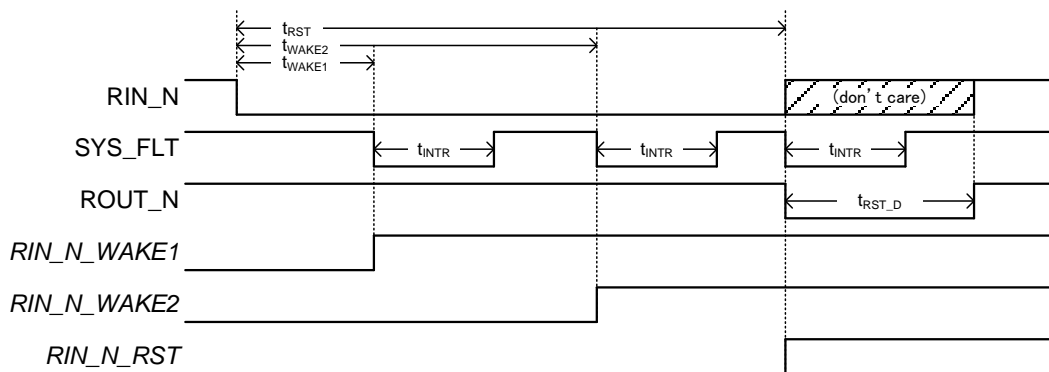 tRST
tWAKE2
tWAKE1
RIN_N
(don't care)
SYS_FLT
tINTR
tINTR
tINTR
ROUT_N
tRST_D
RIN_N_WAKE1
RIN_N_WAKE2
RIN_N_RST